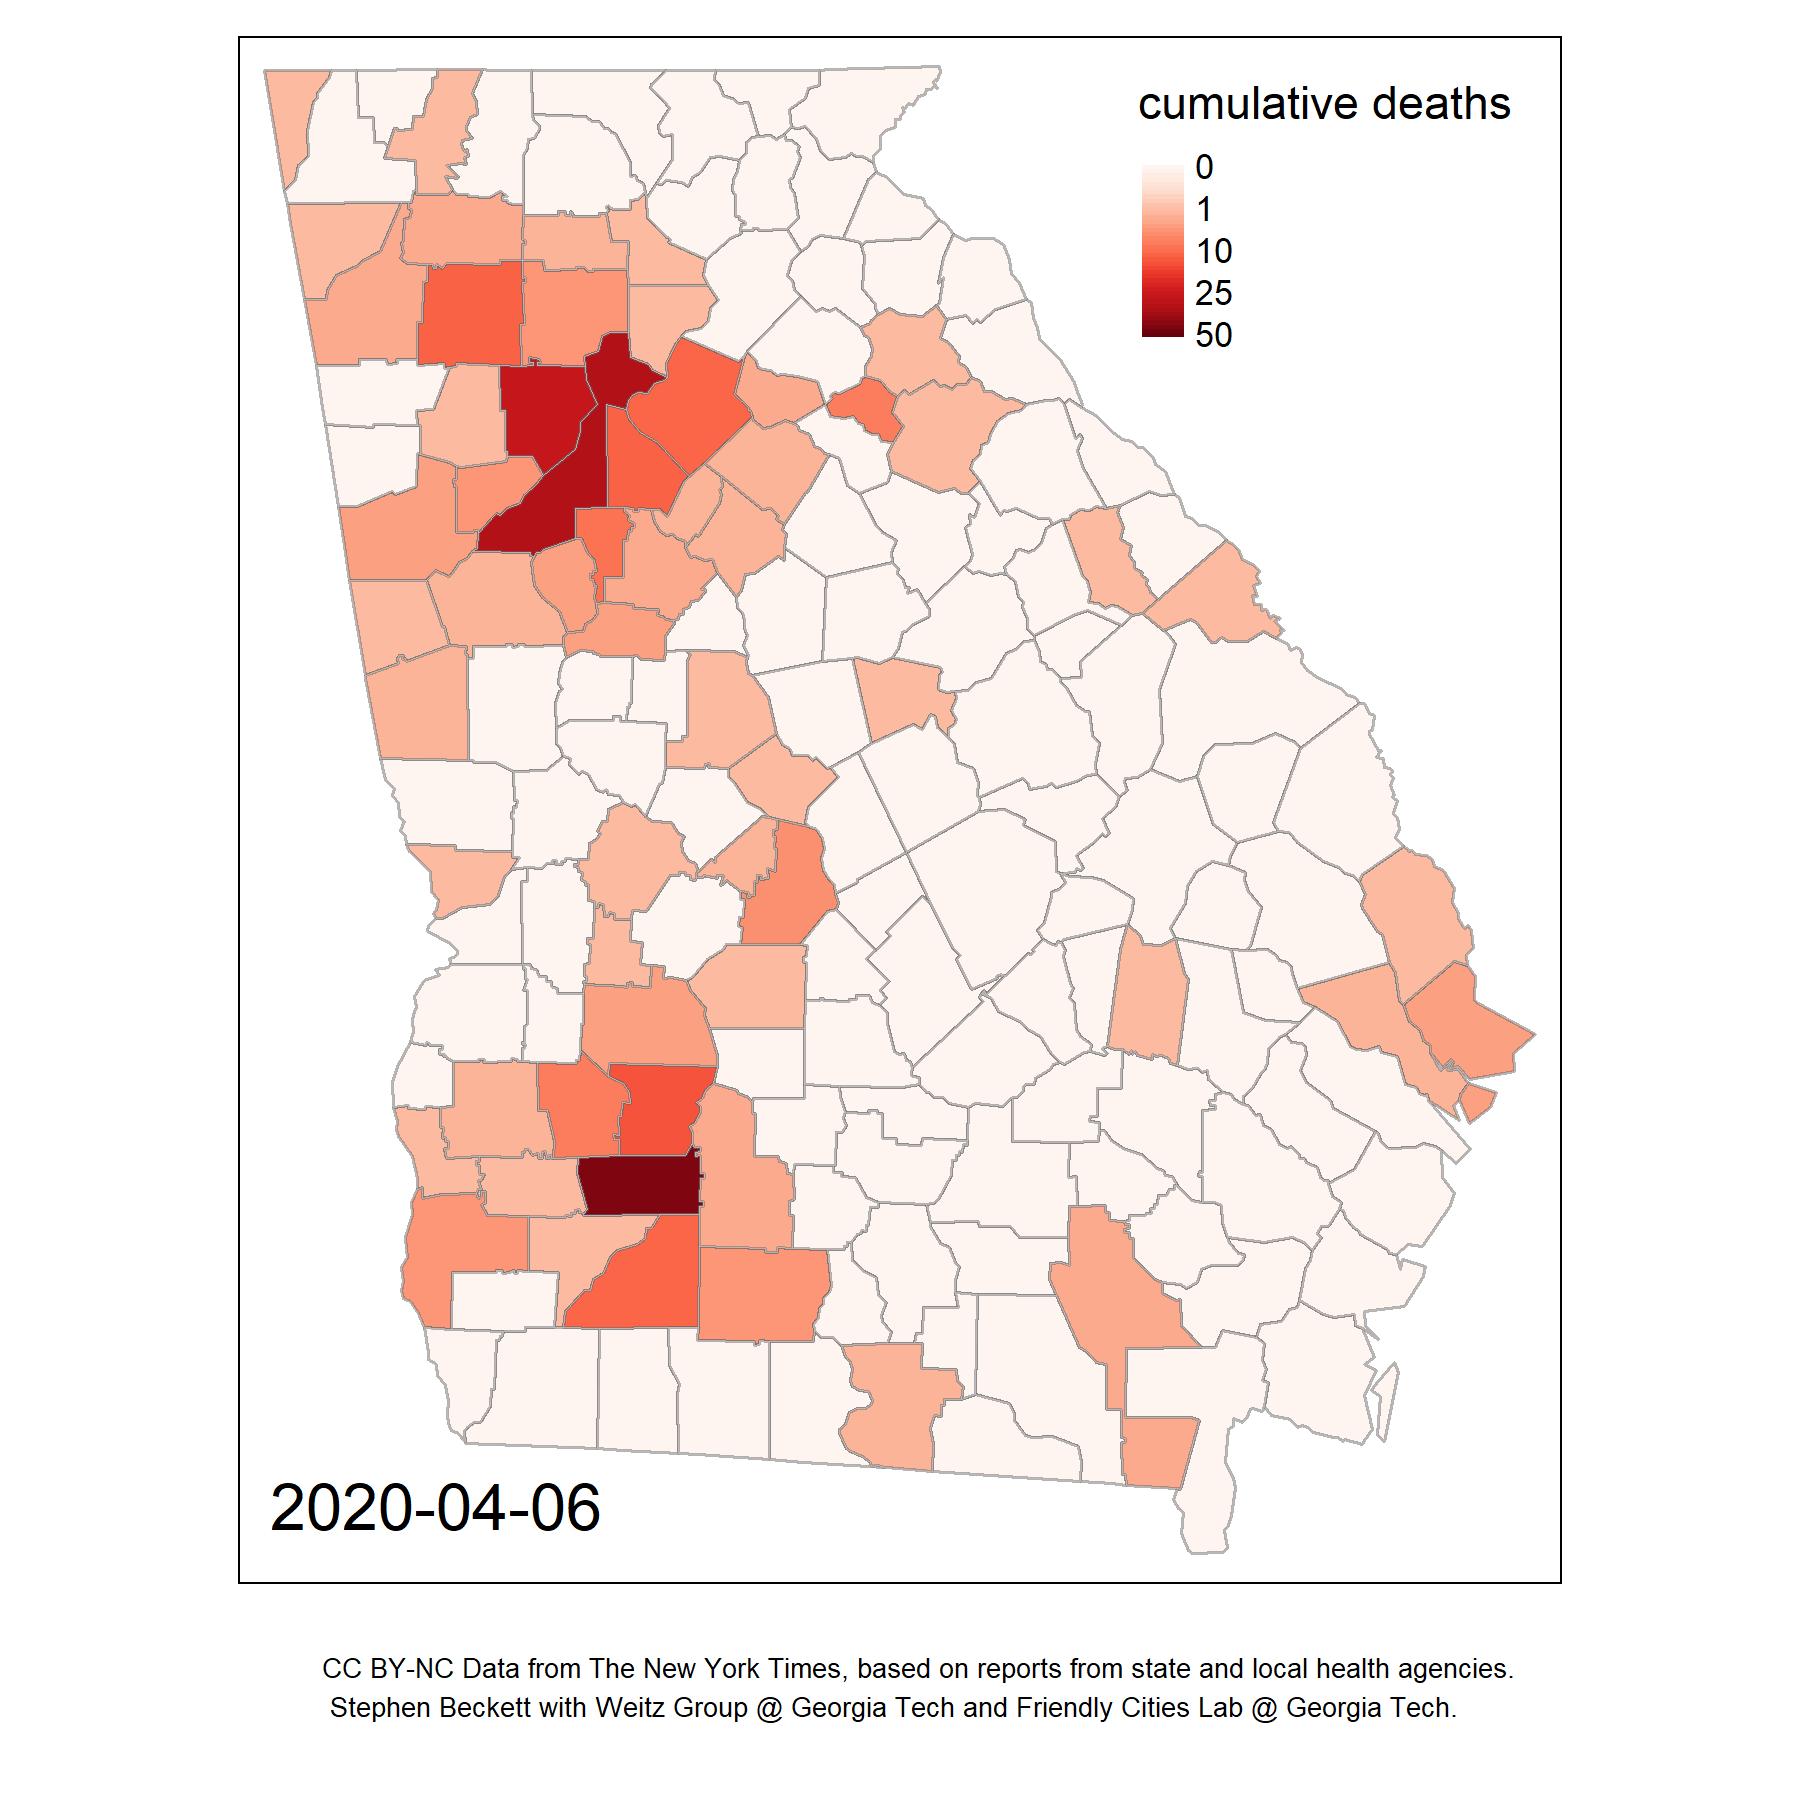 cumulative deaths
0
1
10
25
50
2020-04-06
CC BY-NC Data from The New York Times, based on reports from state and local health agencies.
Stephen Beckett with Weitz Group @ Georgia Tech and Friendly Cities Lab @ Georgia Tech.